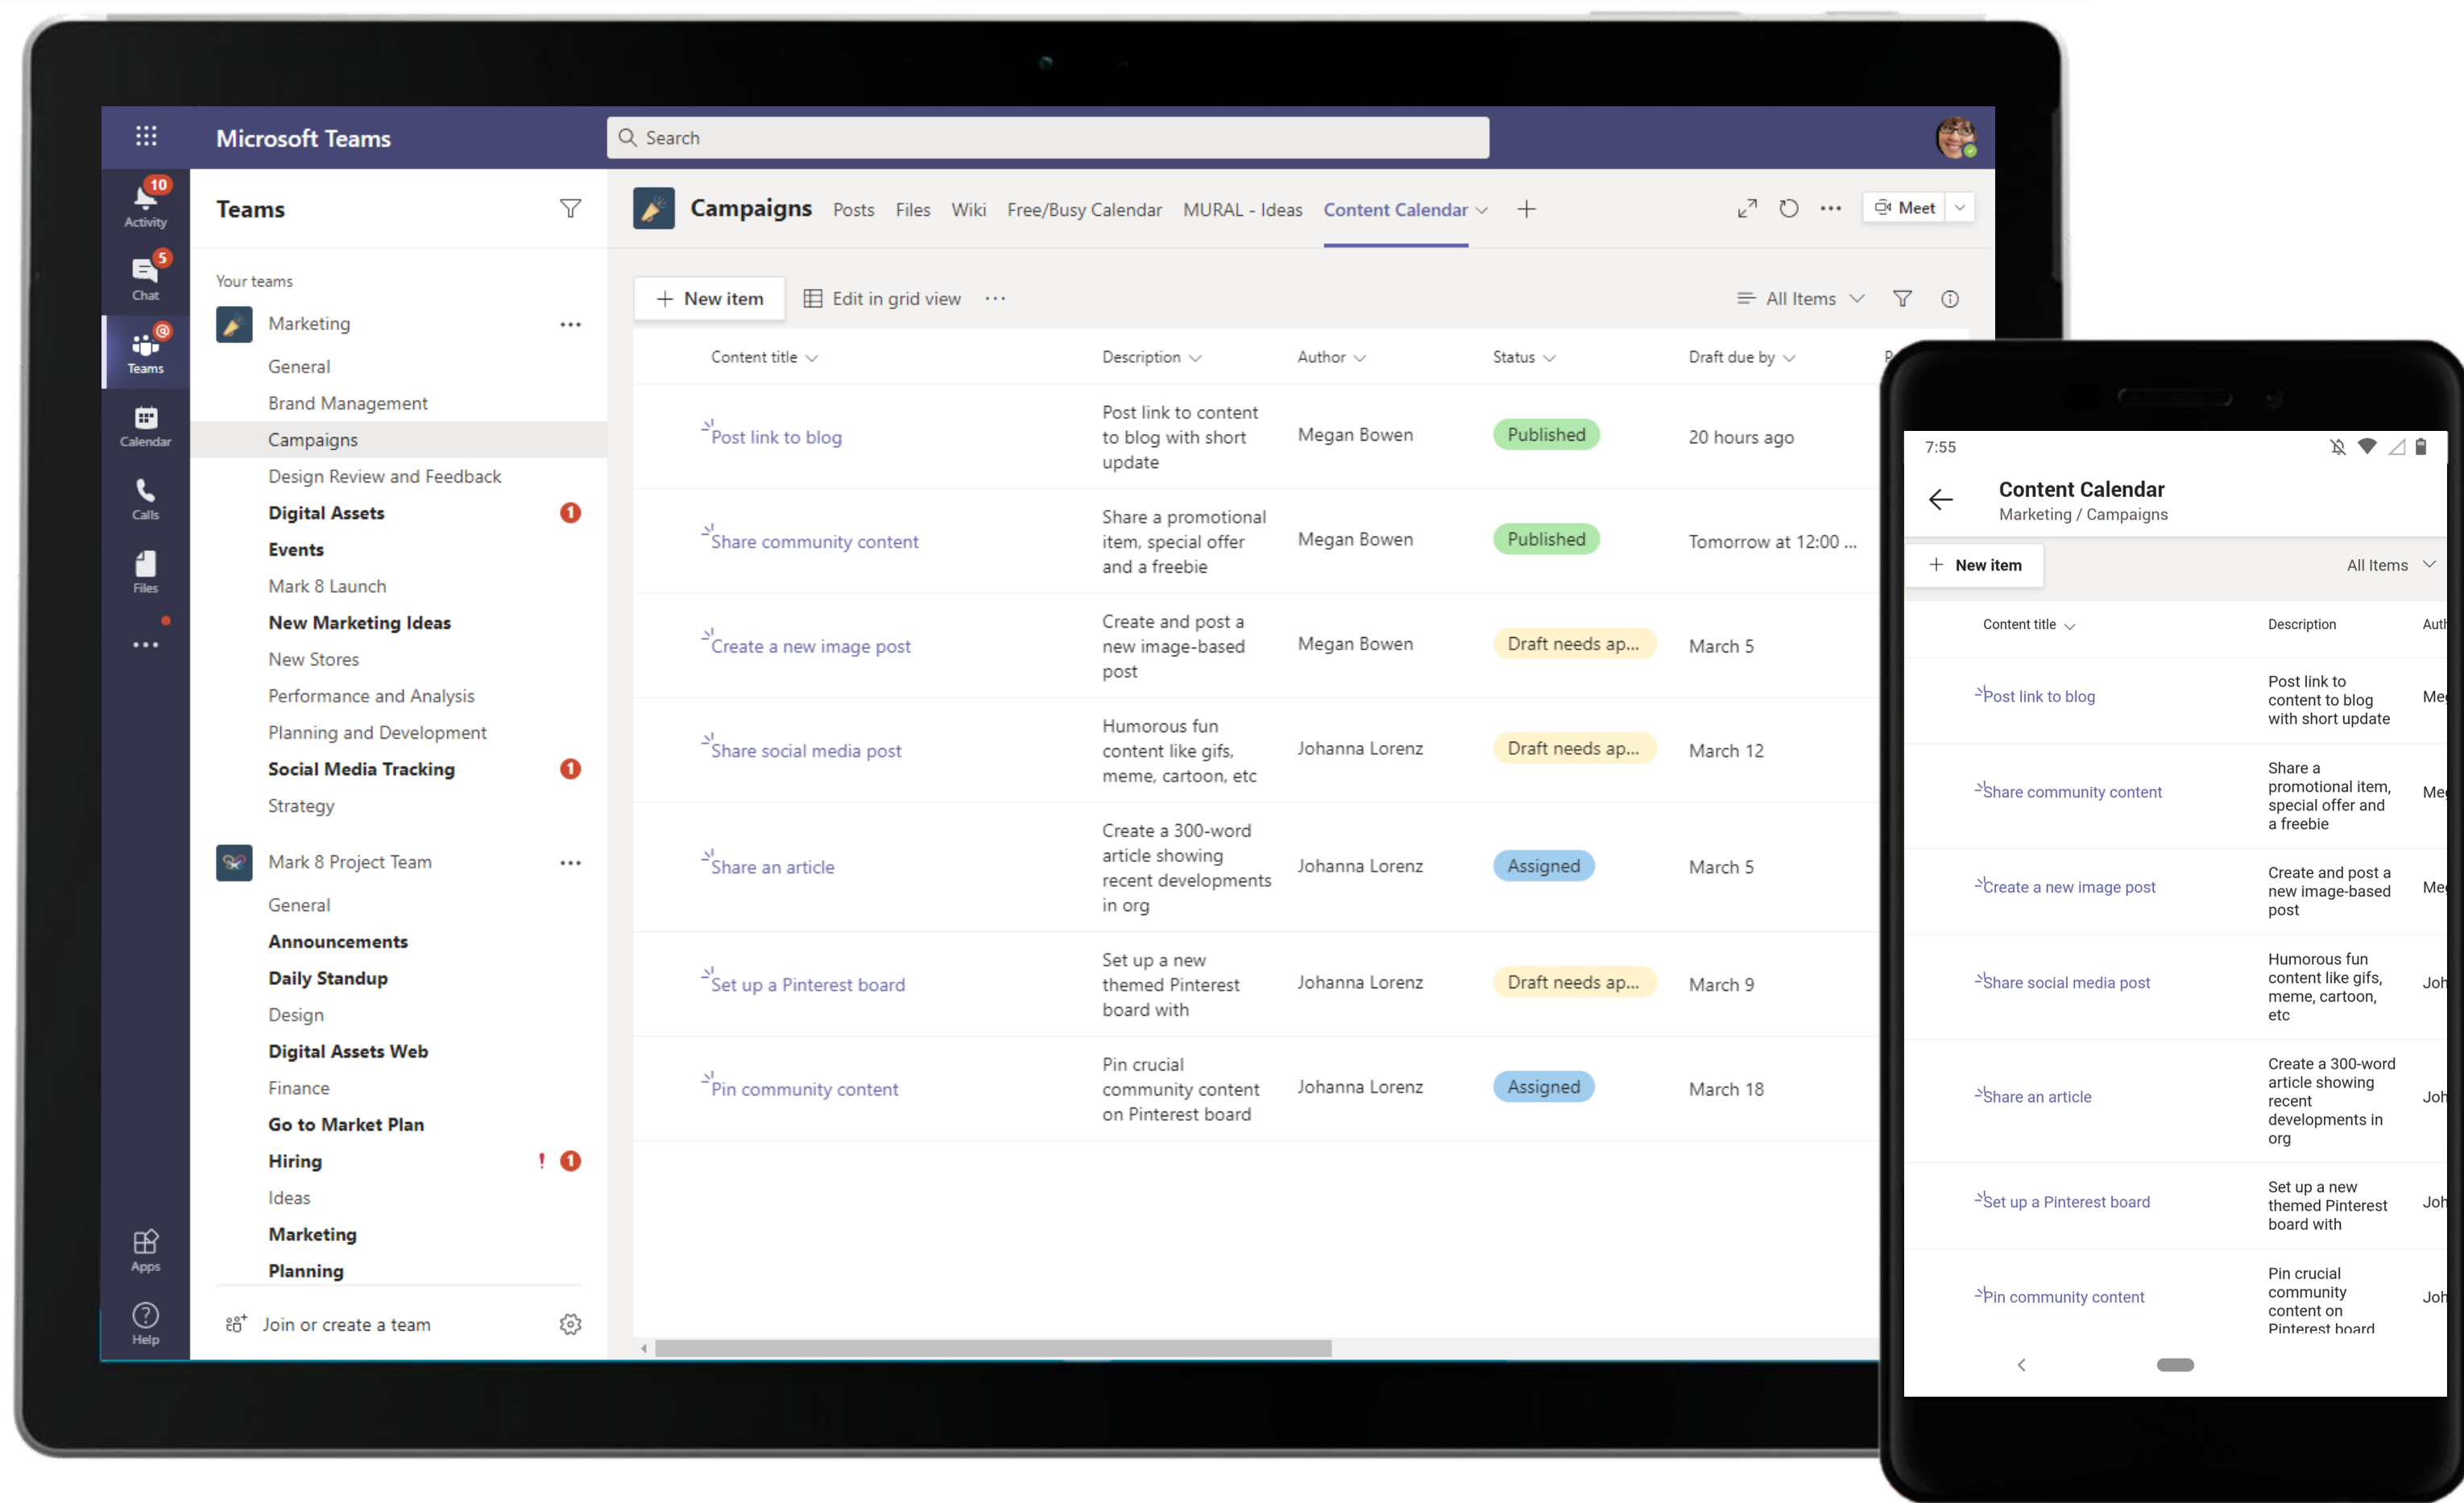 Microsoft Teams
Search
10
Activity
5
Chat
@
Teams
Calendar
Calls
Files
Apps
Help
Teams
Your teams
Marketing
General
Brand Management
Campaigns
Design Review and Feedback
Digital Assets 1
Events
Mark 8 Launch
New Marketing Ideas
New Stores
Performance and Analysis
Planning and Development
Social Media Tracking 1
Strategy
Mark 8 Project Team
General
Announcements
Daily Standup
Design
Digital Assets Web
Finance
Go to Market Plan
Hiring ! 1
Ideas
Marketing
Planning
Join or create a team
Campaigns Posts Files Wiki Free/Busy Calendar MURAL - Ideas Content Calendar
Meet
+ New item Edit in grid view ... All Items
Content title Description Author Status Draft due by
Post link to blog
Post link to content
to blog with short
update
Megan Bowen
Published
20 hours ago
Share community content
Share a promotional
item, special offer
and a freebie
Megan Bowen
Published
Tomorrow at 12:00 ...
Create a new image post
Create and post a
new image-based
post
Megan Bowen
Draft needs ap...
March 5
Share social media post
Humorous fun
content like gifs,
meme, cartoon, etc
Johanna Lorenz
Draft needs ap...
March 12
Share an article
Create a 300-word
article showing
recent developments
in org
Johanna Lorenz
Assigned
March 5
Set up a Pinterest board
Set up a new
themed Pinterest
board with
Johanna Lorenz
Draft needs ap...
March 9
Pin community content
Pin crucial
community content
on Pinterest board
Johanna Lorenz
Assigned
March 18
7:55
Content Calendar
Marketing / Campaigns
+ New item All Items
Content title Description Auth
Post link to blog
Post link to
content to blog
with short update
Share community content
Share a
promotional item,
special offer and
a freebie
Create a new image post
Create and post a
new image-based
post
Share social media post
Humorous fun
content like gifs,
meme, cartoon,
etc
Joh
Share an article
Create a 300-word
article showing
recent
developments in
org
Joh
Set up a Pinterest board
Set up a new
themed Pinterest
board with
Joh
Pin community content
Pin crucial
community
content on
Pinterest board
Joh